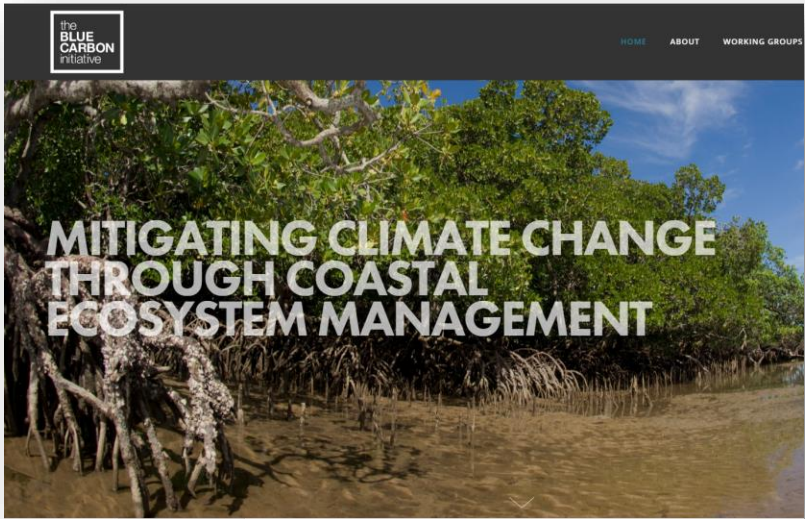 the
BLUE
CARBON
initiative
HOME ABOUT WORKING GROUPS
MITIGATING CLIMATE CHANGE
THROUGH COASTAL
ECOSYSTEM MANAGEMENT